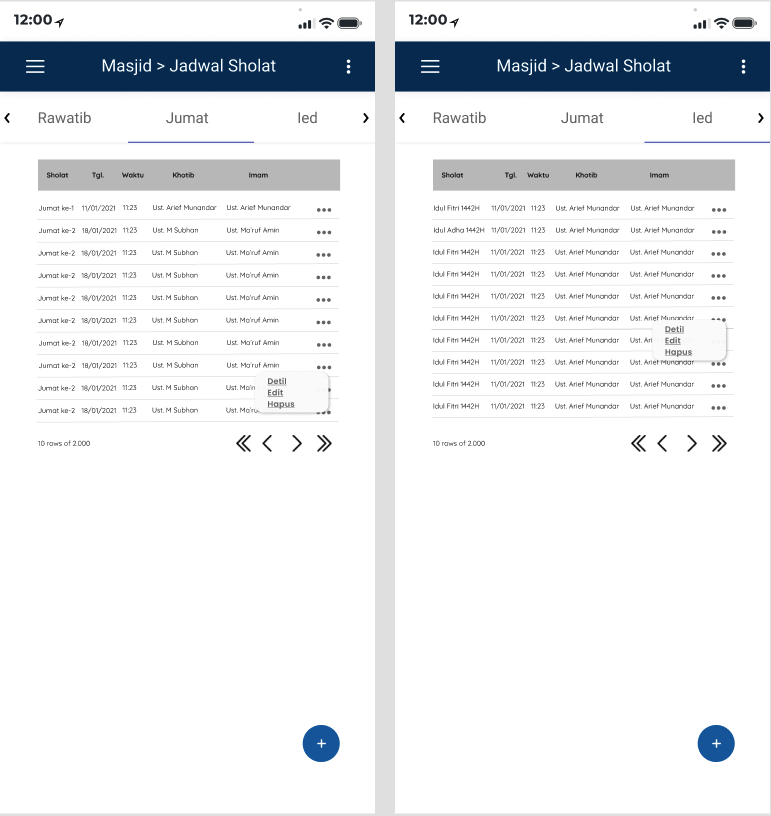 12:00
Masjid > Jadwal Sholat
Rawatib Jumat Ied
Sholat Tgl. Waktu Khotib Imam
Jumat ke-1 11/01/2021 11:23 Ust. Arief Munandar Ust. Arief Munandar
Jumat ke-2 18/01/2021 11:23 Ust. M Subhan Ust. Ma'ruf Amin
Jumat ke-2 18/01/2021 11:23 Ust. M Subhan Ust. Ma'ruf Amin
Jumat ke-2 18/01/2021 11:23 Ust. M Subhan Ust. Ma'ruf Amin
Jumat ke-2 18/01/2021 11:23 Ust. M Subhan Ust. Ma'ruf Amin
Jumat ke-2 18/01/2021 11:23 Ust. M Subhan Ust. Ma'ruf Amin
Jumat ke-2 18/01/2021 11:23 Ust. M Subhan Ust. Ma'ruf Amin
Jumat ke-2 18/01/2021 11:23 Ust. M Subhan Ust. Ma'ruf Amin
Jumat ke-2 18/01/2021 11:23 Ust. M Subhan Ust.
Jumat ke-2 18/01/2021 11:23 Ust. M Subhan Ust.
Detil
Edit
Hapus
10 rows of 2.000
+
12:00
Masjid > Jadwal Sholat
Rawatib Jumat Ied
Sholat Tgl. Waktu Khotib Imam
Idul Fitri 1442H 11/01/2021 11:23 Ust. Arief Munandar Ust. Arief Munandar
Idul Adha 1442H 11/01/2021 11:23 Ust. Arief Munandar Ust. Arief Munandar
Idul Fitri 1442H 11/01/2021 11:23 Ust. Arief Munandar Ust. Arief Munandar
Idul Fitri 1442H 11/01/2021 11:23 Ust. Arief Munandar Ust. Arief Munandar
Idul Fitri 1442H 11/01/2021 11:23 Ust. Arief Munandar Ust. Arief Munandar
Idul Fitri 1442H 11/01/2021 11:23 Ust. Arief Munandar Ust. Arief Munandar
Idul Fitri 1442H 11/01/2021 11:23 Ust. Arief Munandar Ust. Arief Munandar
Idul Fitri 1442H 11/01/2021 11:23 Ust. Arief Munandar Ust.
Idul Fitri 1442H 11/01/2021 11:23 Ust. Arief Munandar Ust. Arief Munandar
Idul Fitri 1442H 11/01/2021 11:23 Ust. Arief Munandar Ust. Arief Munandar
Detil
Edit
Hapus
Idul Fitri 1442H 11/01/2021 11:23 Ust. Arief Munandar Ust. Arief Munandar
10 rows of 2.000
+